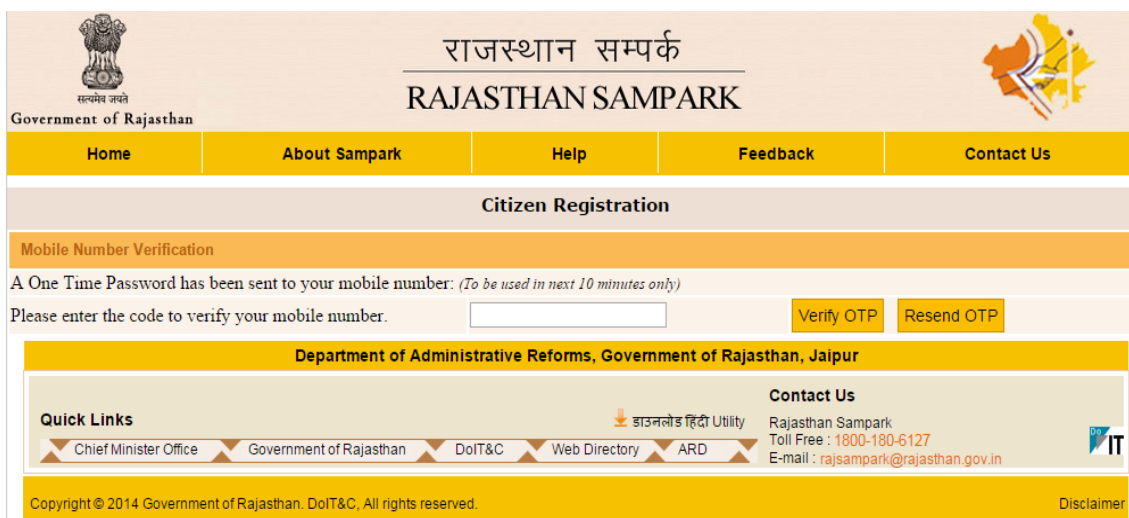 राजस्थान सम्पर्क
सत्यमेव जयते
Government of Rajasthan
RAJASTHAN SAMPARK
Home About Sampark Help Feedback Contact Us
Citizen Registration
Mobile Number Verification
A One Time Password has been sent to your mobile number: (To be used in next 10 minutes only)
Please enter the code to verify your mobile number. Verify OTP Resend OTP
Department of Administrative Reforms, Government of Rajasthan, Jaipur
Contact Us
Quick Links डाउनलोड हिंदी Utility Rajasthan Sampark
Chief Minister Office Government of Rajasthan DoIT&C Web Directory ARD Toll Free : 1800-180-6127
E-mail : rajsampark@rajasthan.gov.in
Do IT
Copyright © 2014 Government of Rajasthan. DoIT&C, All rights reserved. Disclaimer